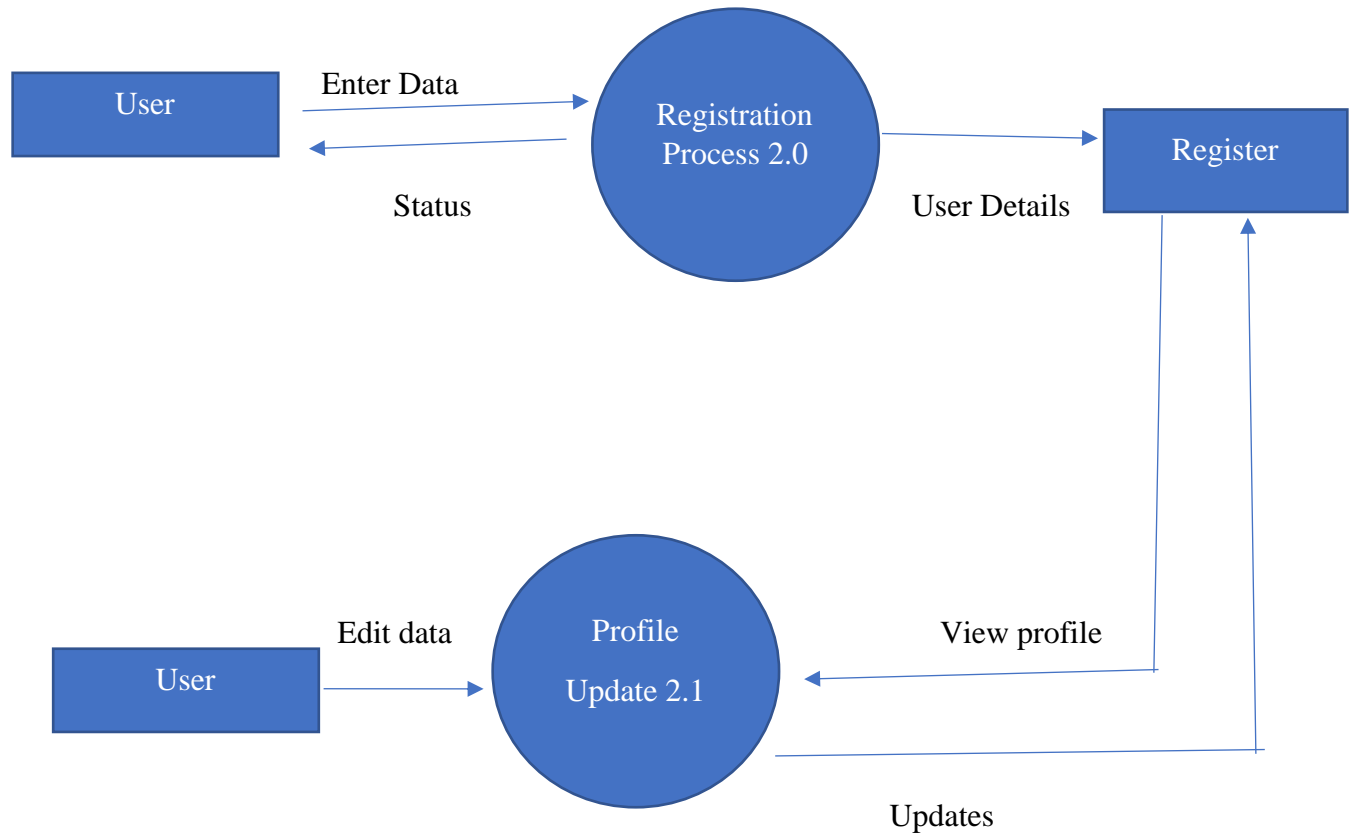 Enter Data
User
Registration
Process 2.0
Register
Status
User Details
Edit data
Profile
Update 2.1
View profile
User
Updates